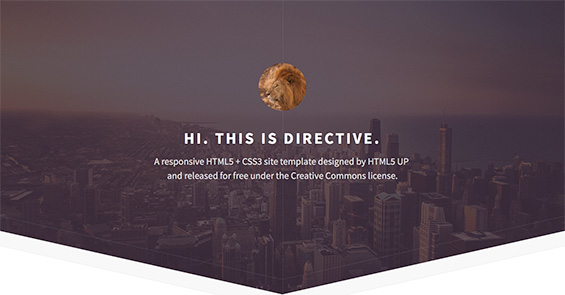 HI. THIS IS DIRECTIVE.
A responsive HTML5 + CSS3 site template designed by HTML5 UP
and released for free under the Creative Commons license.